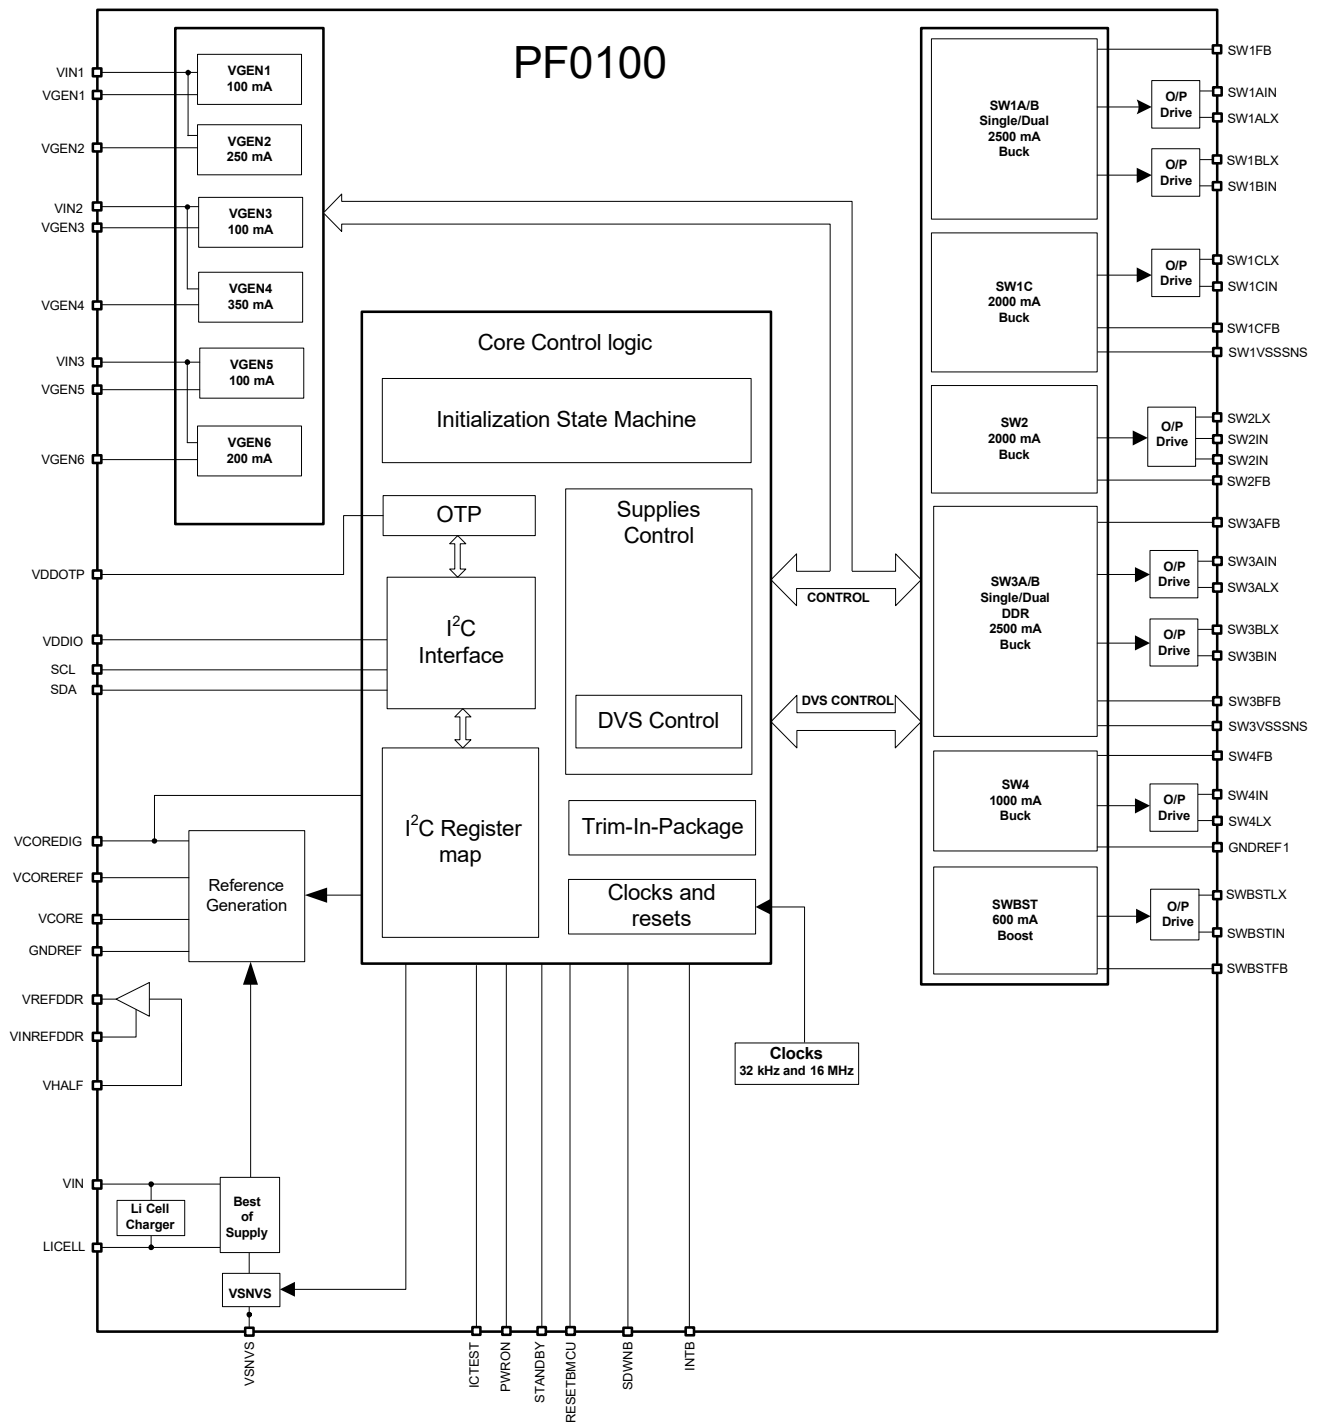 PF0100
VIN1
VGEN1
VGEN2
VIN2
VGEN3
VGEN4
VIN3
VGEN5
VGEN6
VDDOTP
VDDIO
SCL
SDA
VCOREDIG
VCOREREF
VCORE
GNDREF
VREFDDR
VINREFDDR
VHALF
VIN
LICELL
VGEN1
100 mA
VGEN2
250 mA
VGEN3
100 mA
VGEN4
350 mA
VGEN5
100 mA
VGEN6
200 mA
Core Control logic
Initialization State Machine
OTP
I²C
Interface
I²C Register
map
Supplies
Control
DVS Control
Trim-In-Package
Clocks and
resets
Reference
Generation
Li Cell
Charger
Best
of
Supply
VSNVS
Clocks
32 kHz and 16 MHz
CONTROL
DVS CONTROL
SW1A/B
Single/Dual
2500 mA
Buck
O/P
Drive
O/P
Drive
SW1C
2000 mA
Buck
O/P
Drive
SW2
2000 mA
Buck
O/P
Drive
SW3A/B
Single/Dual
DDR
2500 mA
Buck
O/P
Drive
O/P
Drive
SW4
1000 mA
Buck
O/P
Drive
SWBST
600 mA
Boost
O/P
Drive
SW1FB
SW1AIN
SW1ALX
SW1BLX
SW1BIN
SW1CLX
SW1CIN
SW1CFB
SW1VSSSNS
SW2LX
SW2IN
SW2IN
SW2FB
SW3AFB
SW3AIN
SW3ALX
SW3BLX
SW3BIN
SW3BFB
SW3VSSSNS
SW4FB
SW4IN
SW4LX
GNDREF1
SWBSTLX
SWBSTIN
SWBSTFB
VSNVS
ICTEST
PWRON
STANDBY
RESETBMCU
SDWNB
INTB